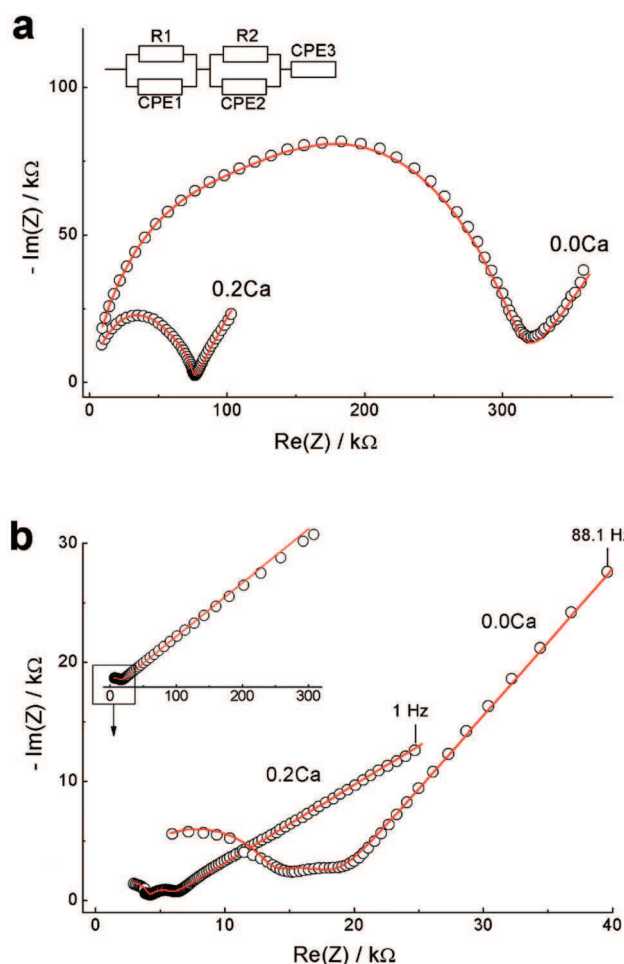 a
R1 R2 CPE3
CPE1 CPE2
100
50
0
0 100 200 300
- Im(Z) / kΩ
Re(Z) / kΩ
0.2Ca
0.0Ca
b
30
20
10
0
0 10 20 30 40
- Im(Z) / kΩ
Re(Z) / kΩ
0 100 200 300
88.1 Hz
0.0Ca
1 Hz
0.2Ca